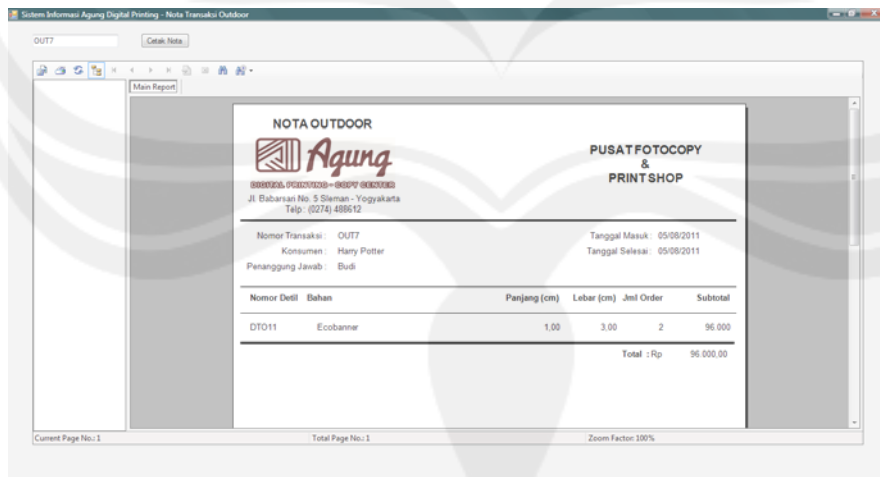 Sistem Informasi Agung Digital Printing - Nota Transaksi Outdoor
OUT7 Cetak Nota
Main Report
NOTA OUTDOOR
Agung
DIGITAL PRINTING - COPY CENTER
Jl. Babarsari No. 5 Sleman - Yogyakarta
Telp : (0274) 488612
PUSAT FOTOCOPY
&
PRINT SHOP
Nomor Transaksi : OUT7 Tanggal Masuk : 05/08/2011
Konsumen : Harry Potter Tanggal Selesai : 05/08/2011
Penanggung Jawab : Budi
Nomor Detil Bahan Panjang (cm) Lebar (cm) Jml Order Subtotal
DTO11 Ecobanner 1,00 3,00 2 96.000
Total : Rp 96.000,00
Current Page No.: 1 Total Page No.: 1 Zoom Factor: 100%